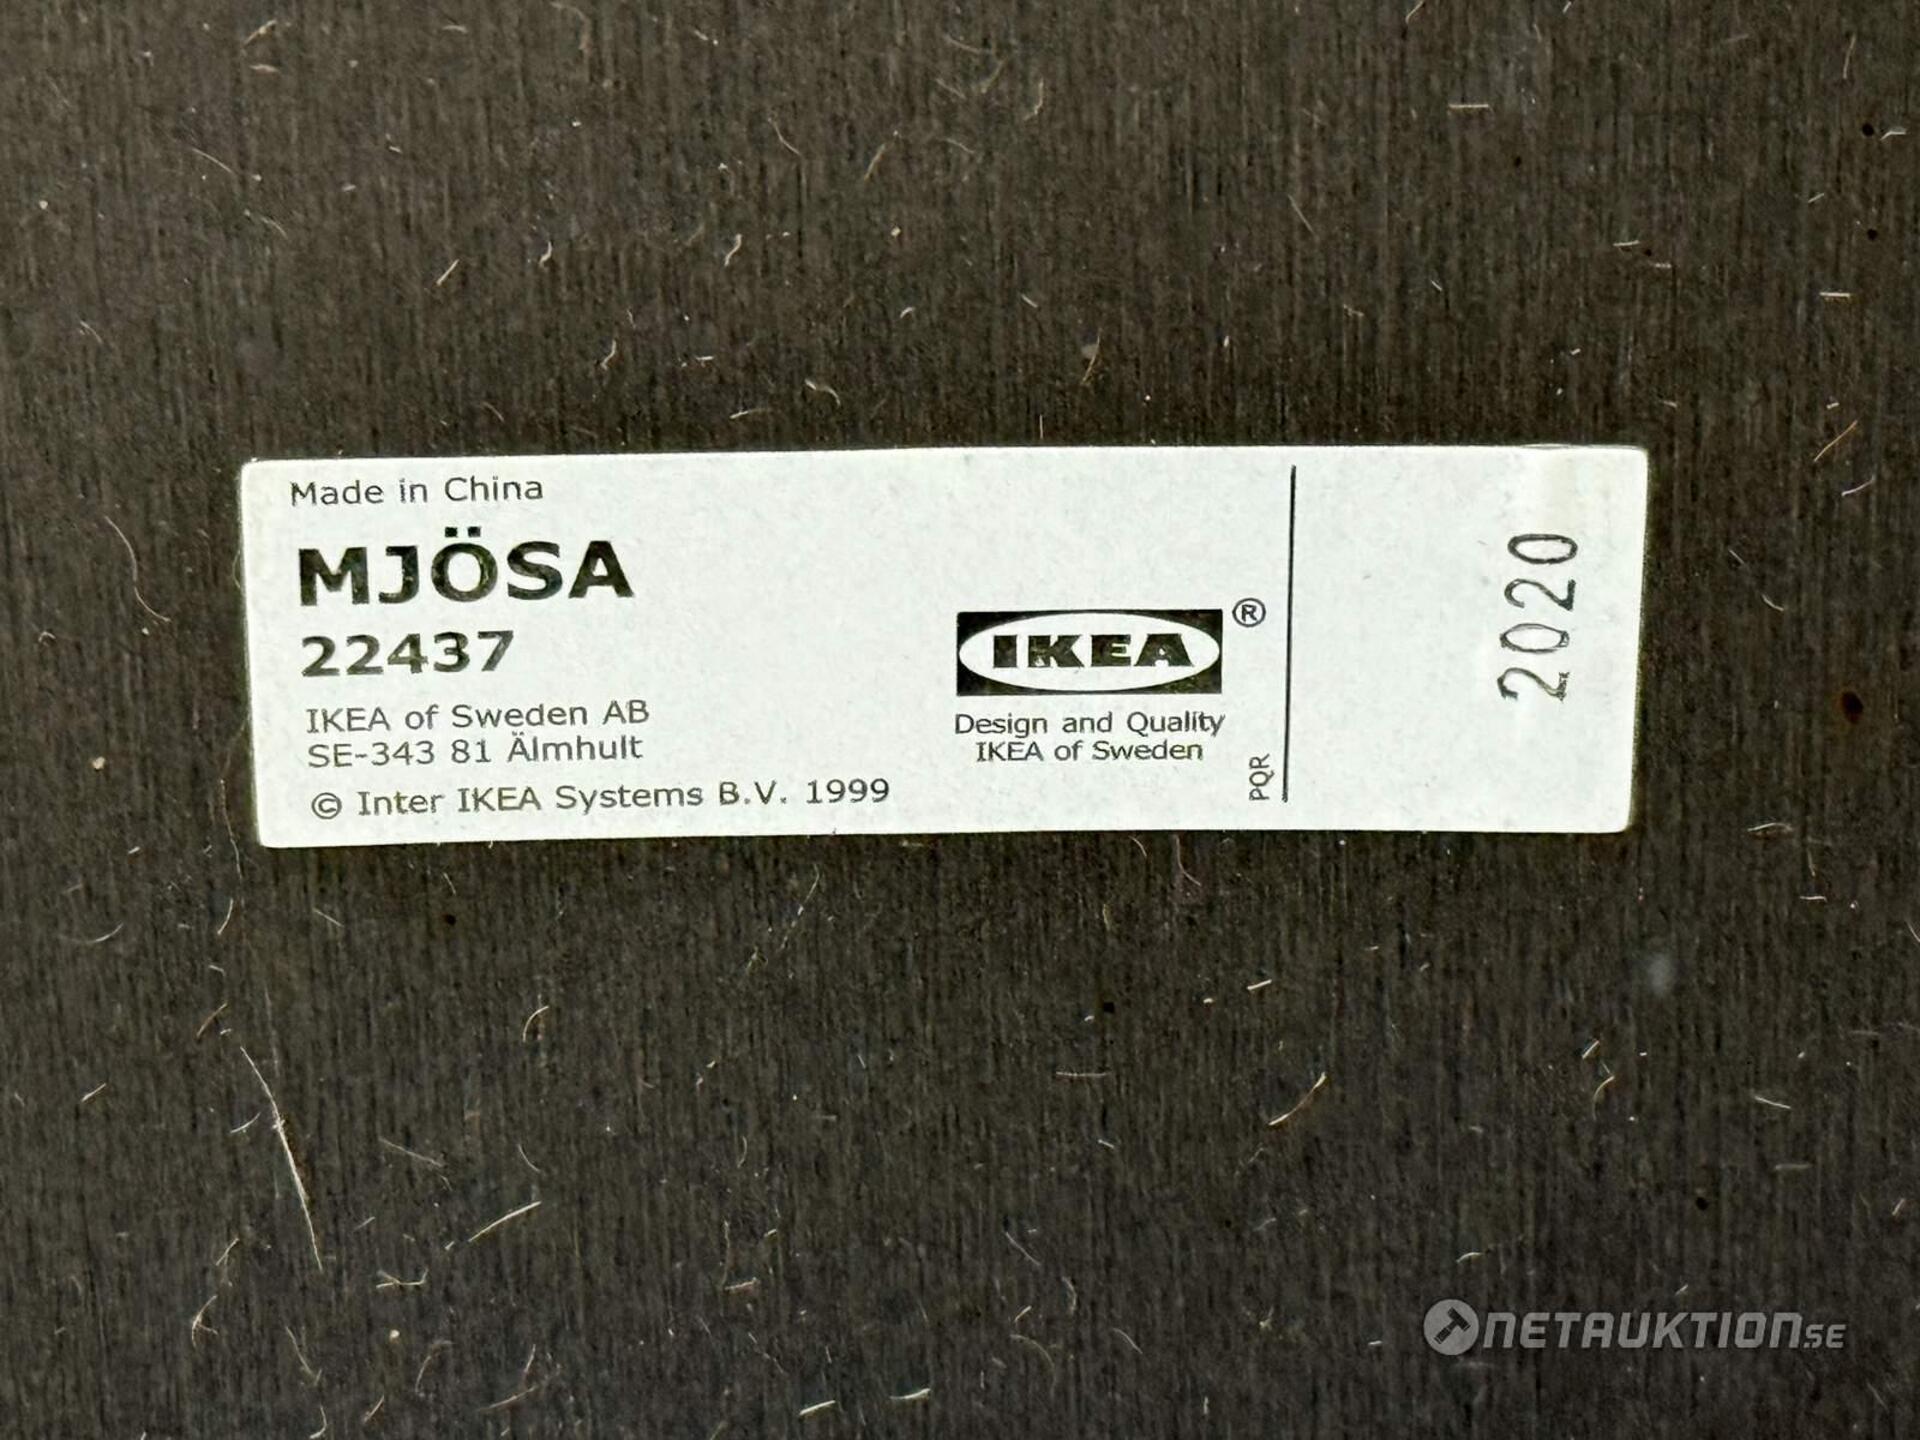 Made in China
MJÖSA
22437
IKEA of Sweden AB
SE-343 81 Älmhult
© Inter IKEA Systems B.V. 1999
IKEA®
Design and Quality
IKEA of Sweden
PQR
2020
NETAUKTION.SE